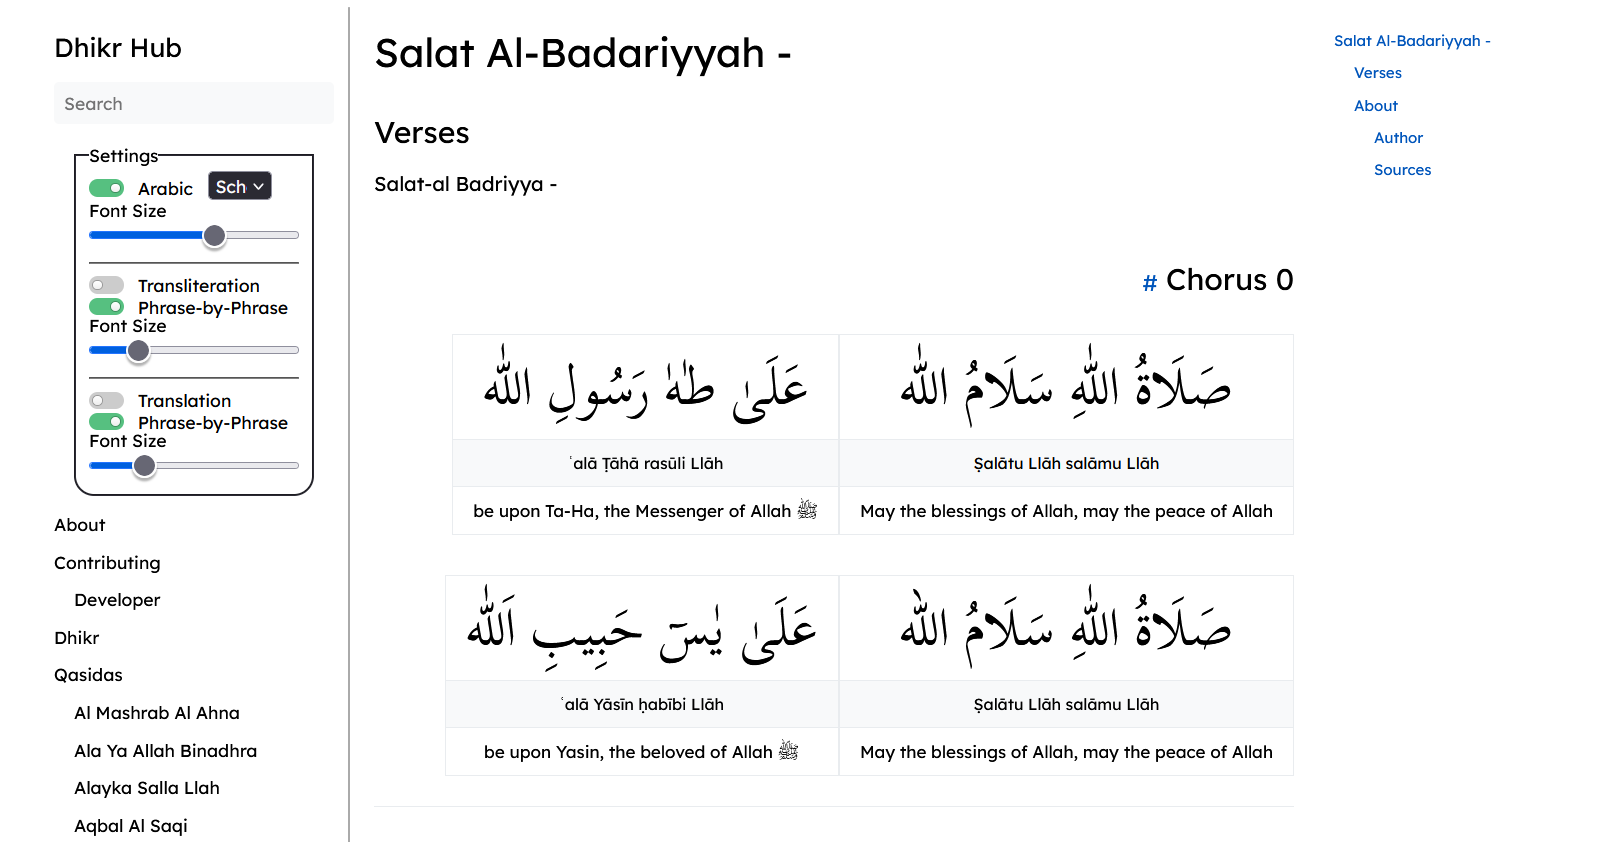 Dhikr Hub
Search
Settings
Arabic Sch
Font Size
Transliteration
Phrase-by-Phrase
Font Size
Translation
Phrase-by-Phrase
Font Size
About
Contributing
Developer
Dhikr
Qasidas
Al Mashrab Al Ahna
Ala Ya Allah Binadhra
Alayka Salla Llah
Aqbal Al Saqi
Salat Al-Badariyyah -
Verses
Salat-al Badriyya -
# Chorus 0
صَلَاةُ اللّٰهِ سَلَامُ اللّٰه عَلَىٰ طٰهٰ رَسُولِ اللّٰه
Ṣalātu Llāh salāmu Llāh ʿalā Ṭāhā rasūli Llāh
May the blessings of Allah, may the peace of Allah be upon Ta-Ha, the Messenger of Allah ﷺ
صَلَاةُ اللّٰهِ سَلَامُ اللّٰه عَلَىٰ يٰسٓ حَبِيبِ اَللّٰه
Ṣalātu Llāh salāmu Llāh ʿalā Yāsīn ḥabībi Llāh
May the blessings of Allah, may the peace of Allah be upon Yasin, the beloved of Allah ﷺ
Salat Al-Badariyyah -
Verses
About
Author
Sources